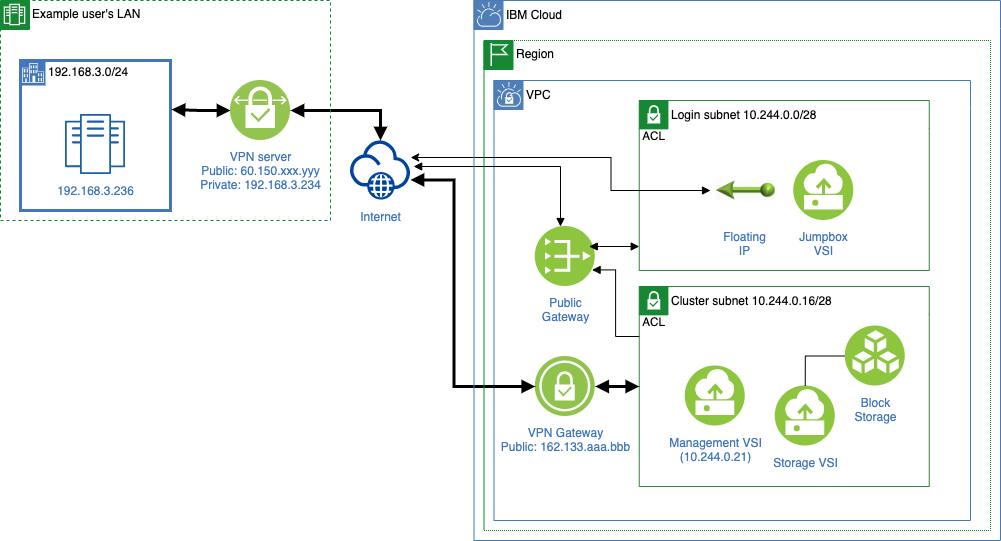 Example user's LAN
192.168.3.0/24
192.168.3.236
VPN server
Public: 60.150.xxx.yyy
Private: 192.168.3.234
Internet
IBM Cloud
Region
VPC
Login subnet 10.244.0.0/28
ACL
Floating
IP
Jumpbox
VSI
Public
Gateway
Cluster subnet 10.244.0.16/28
ACL
Management VSI
(10.244.0.21)
Storage VSI
Block
Storage
VPN Gateway
Public: 162.133.aaa.bbb